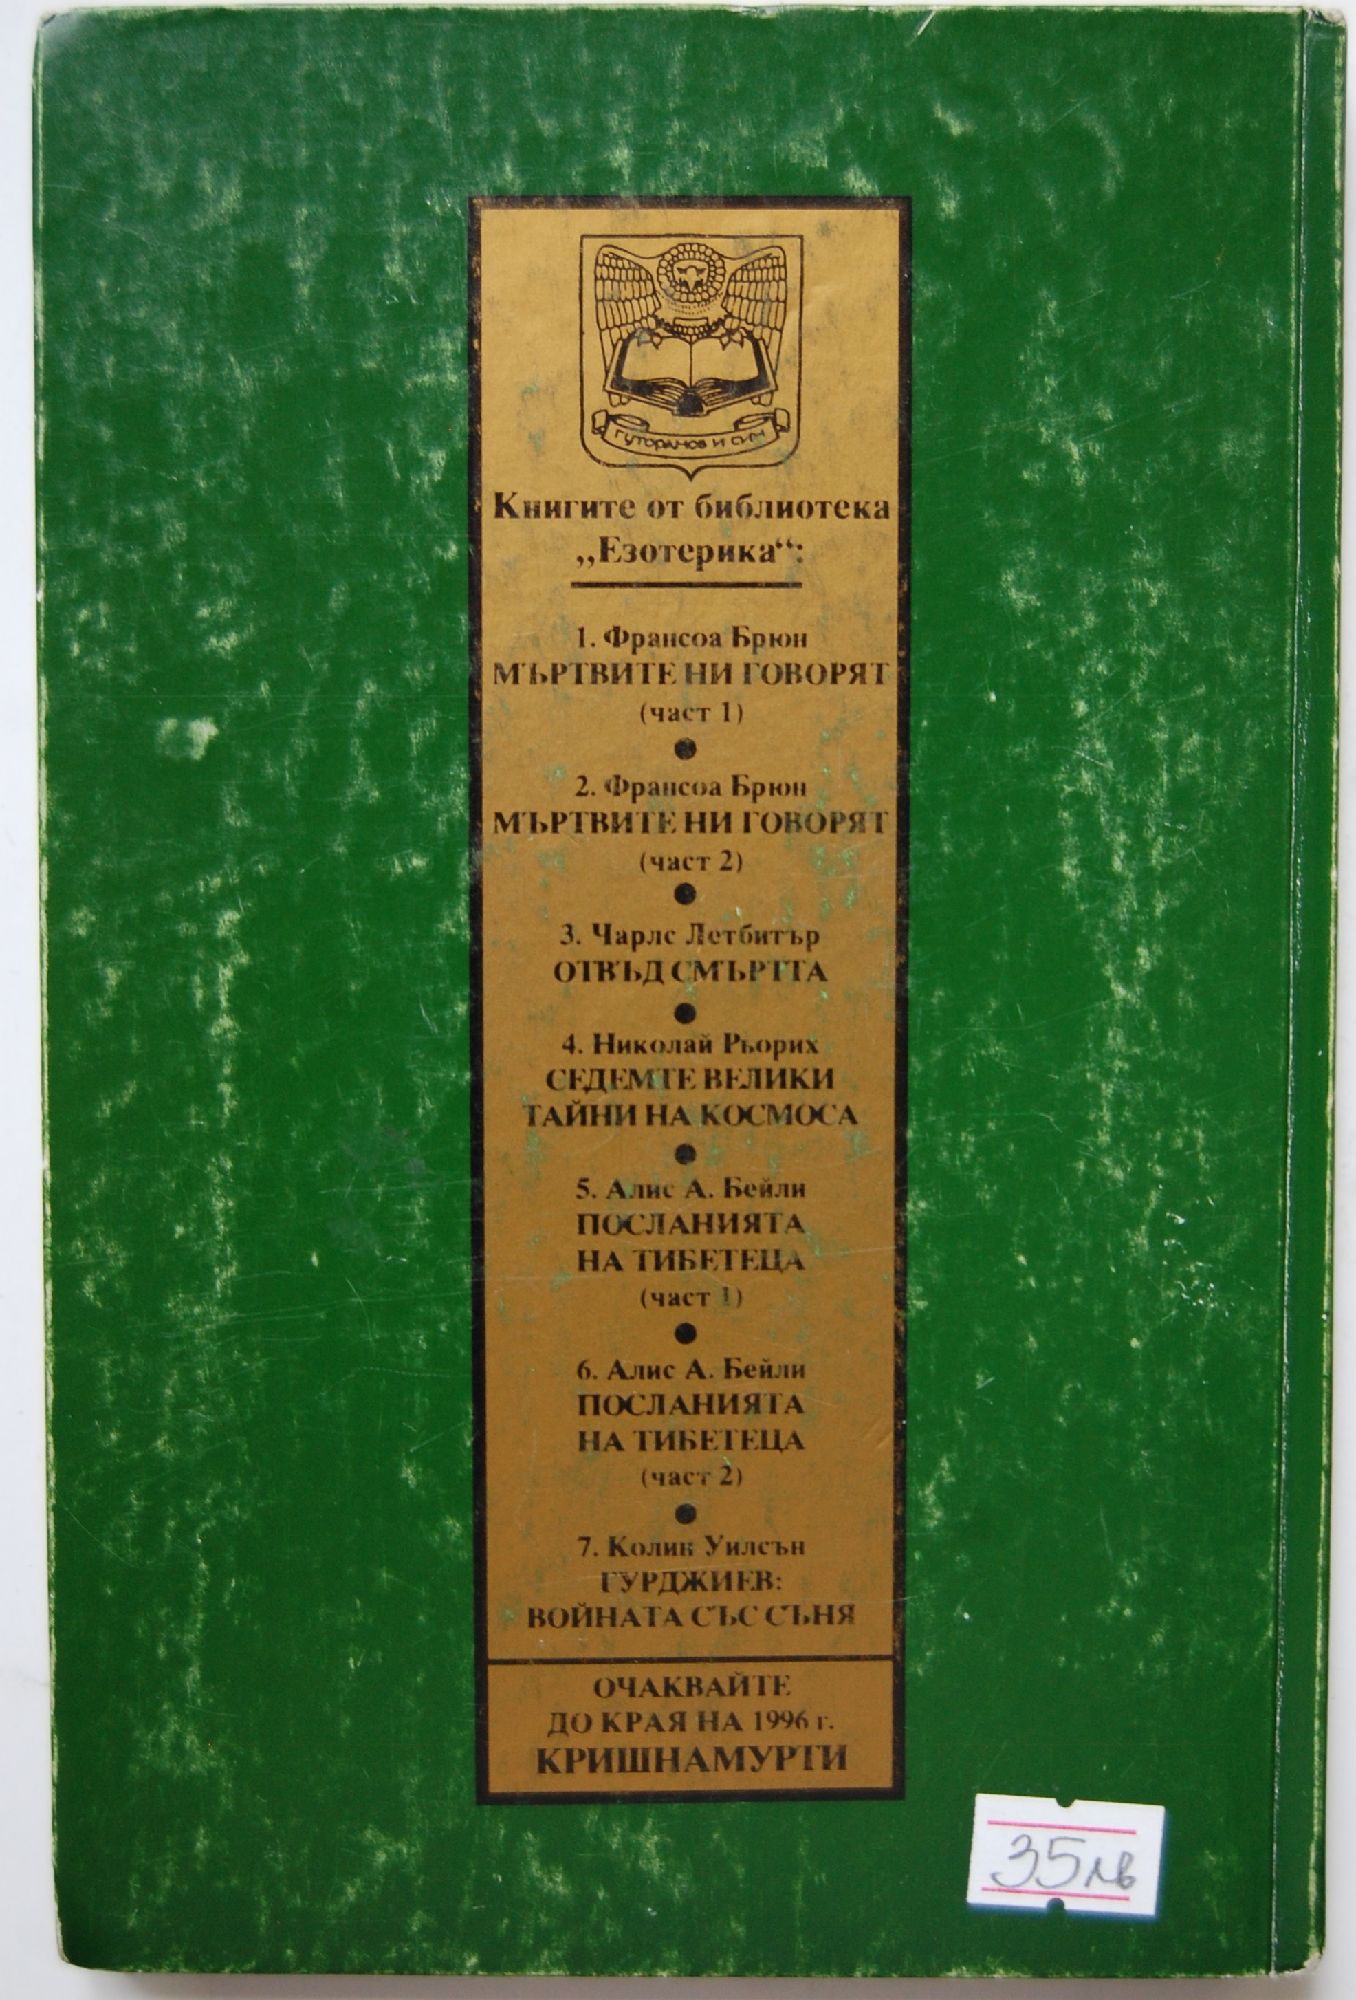 ГУТОРАНОВ И СИН
Книгите от библиотека
„Езотерика“:
1. Франсоа Брюн
МЪРТВИТЕ НИ ГОВОРЯТ
(част 1)
2. Франсоа Брюн
МЪРТВИТЕ НИ ГОВОРЯТ
(част 2)
3. Чарлс Летбитър
ОТВЪД СМЪРТТА
4. Николай Рьорих
СЕДЕМТЕ ВЕЛИКИ
ТАЙНИ НА КОСМОСА
5. Алис А. Бейли
ПОСЛАНИЯТА
НА ТИБЕТЕЦА
(част 1)
6. Алис А. Бейли
ПОСЛАНИЯТА
НА ТИБЕТЕЦА
(част 2)
7. Колин Уилсън
ГУРДЖИЕВ:
ВОЙНАТА СЪС СЪНЯ
ОЧАКВАЙТЕ
ДО КРАЯ НА 1996 г.
КРИШНАМУРТИ
35лв